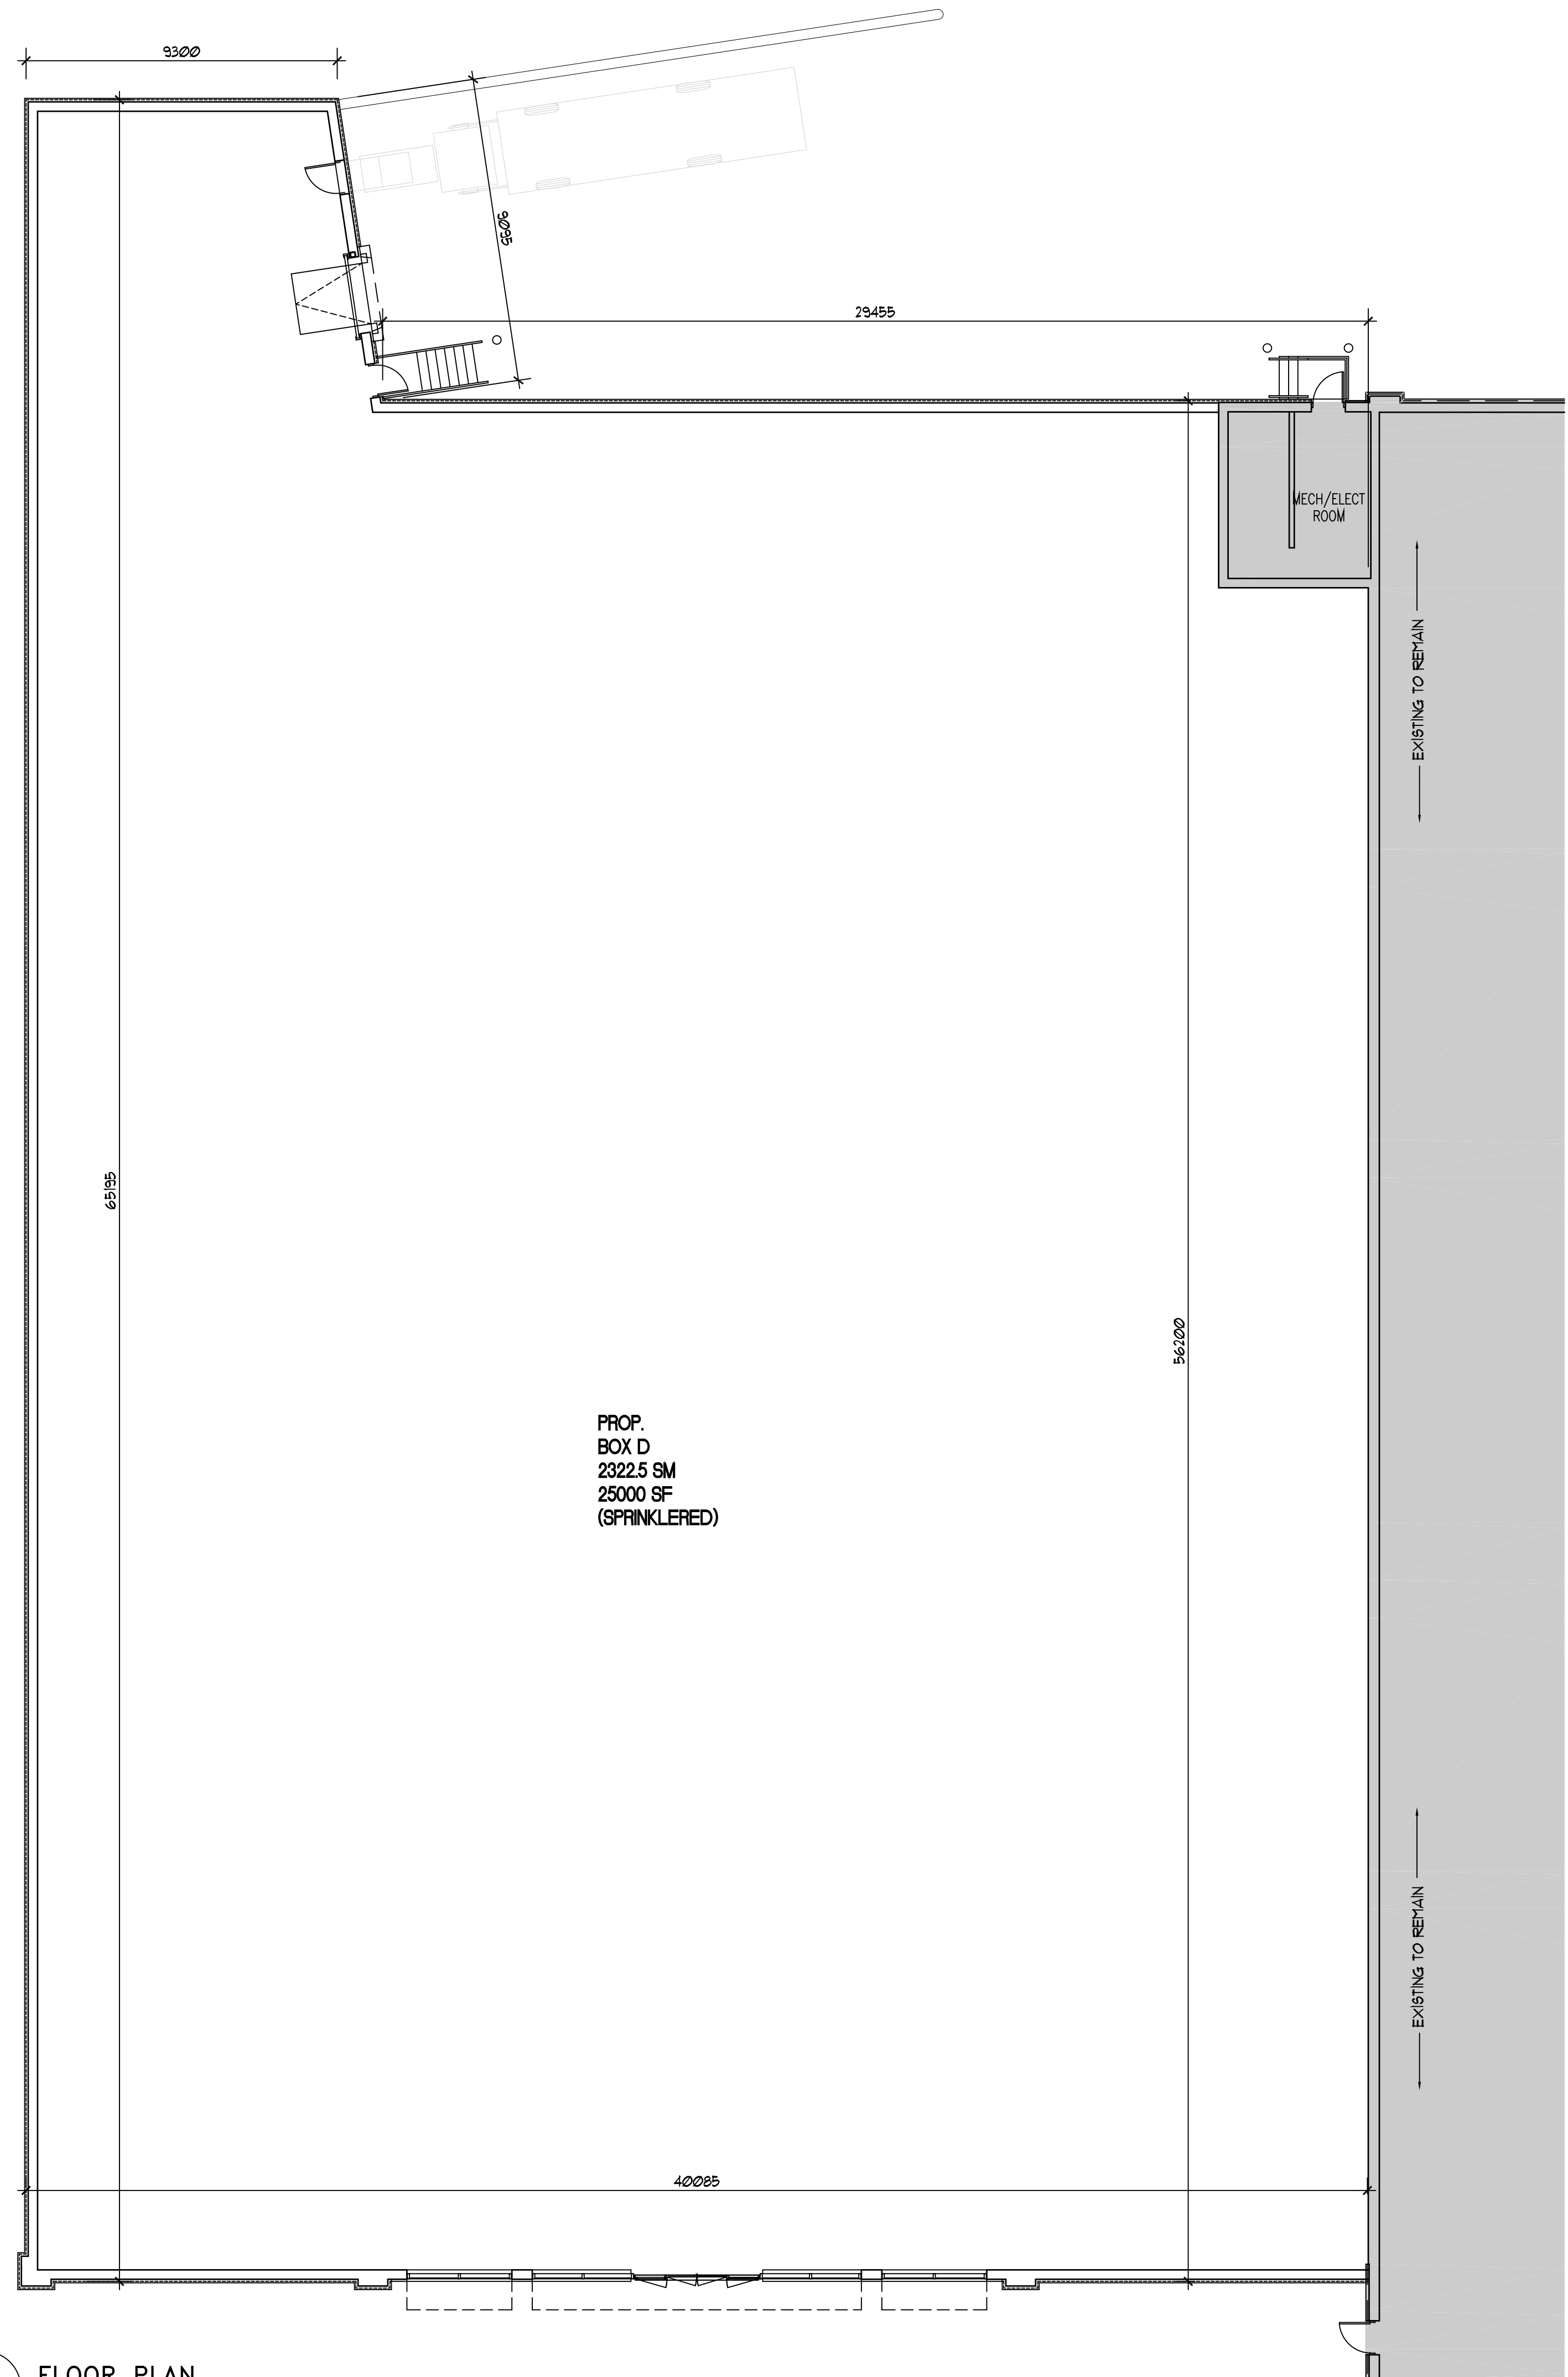 9300
9095
29455
MECH/ELECT
ROOM
EXISTING TO REMAIN
65195
56200
PROP.
BOX D
2322.5 SM
25000 SF
(SPRINKLERED)
EXISTING TO REMAIN
40085
FLOOR PLAN